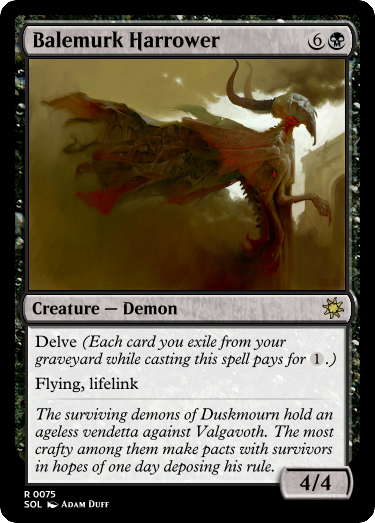 Balemurk Harrower 6
Creature — Demon
Delve (Each card you exile from your
graveyard while casting this spell pays for 1.)
Flying, lifelink
The surviving demons of Duskmourn hold an
ageless vendetta against Valgavoth. The most
crafty among them make pacts with survivors
in hopes of one day deposing his rule.
4/4
R 0075
SOL Adam Duff